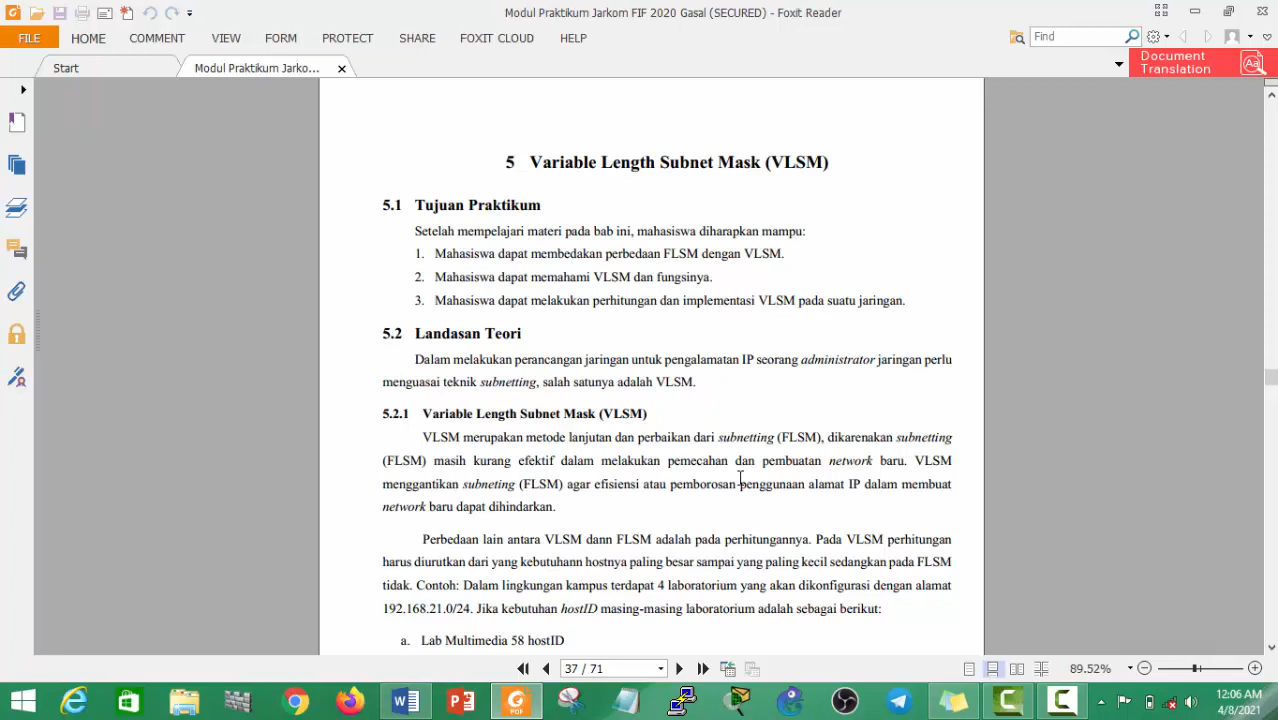 Modul Praktikum Jarkom FIF 2020 Gasal (SECURED) - Foxit Reader
FILE HOME COMMENT VIEW FORM PROTECT SHARE FOXIT CLOUD HELP Find
Start Modul Praktikum Jarko... Document
Translation
5 Variable Length Subnet Mask (VLSM)
5.1 Tujuan Praktikum
Setelah mempelajari materi pada bab ini, mahasiswa diharapkan mampu:
1. Mahasiswa dapat membedakan perbedaan FLSM dengan VLSM.
2. Mahasiswa dapat memahami VLSM dan fungsinya.
3. Mahasiswa dapat melakukan perhitungan dan implementasi VLSM pada suatu jaringan.
5.2 Landasan Teori
Dalam melakukan perancangan jaringan untuk pengalamatan IP seorang administrator jaringan perlu
menguasai teknik subnetting, salah satunya adalah VLSM.
5.2.1 Variable Length Subnet Mask (VLSM)
VLSM merupakan metode lanjutan dan perbaikan dari subnetting (FLSM), dikarenakan subnetting
(FLSM) masih kurang efektif dalam melakukan pemecahan dan pembuatan network baru. VLSM
menggantikan subneting (FLSM) agar efisiensi atau pemborosan penggunaan alamat IP dalam membuat
network baru dapat dihindarkan.
Perbedaan lain antara VLSM dann FLSM adalah pada perhitungannya. Pada VLSM perhitungan
harus diurutkan dari yang kebutuhann hostnya paling besar sampai yang paling kecil sedangkan pada FLSM
tidak. Contoh: Dalam lingkungan kampus terdapat 4 laboratorium yang akan dikonfigurasi dengan alamat
192.168.21.0/24. Jika kebutuhan hostID masing-masing laboratorium adalah sebagai berikut:
a. Lab Multimedia 58 hostID
37 / 71 89.52%
12:06 AM
4/8/2021